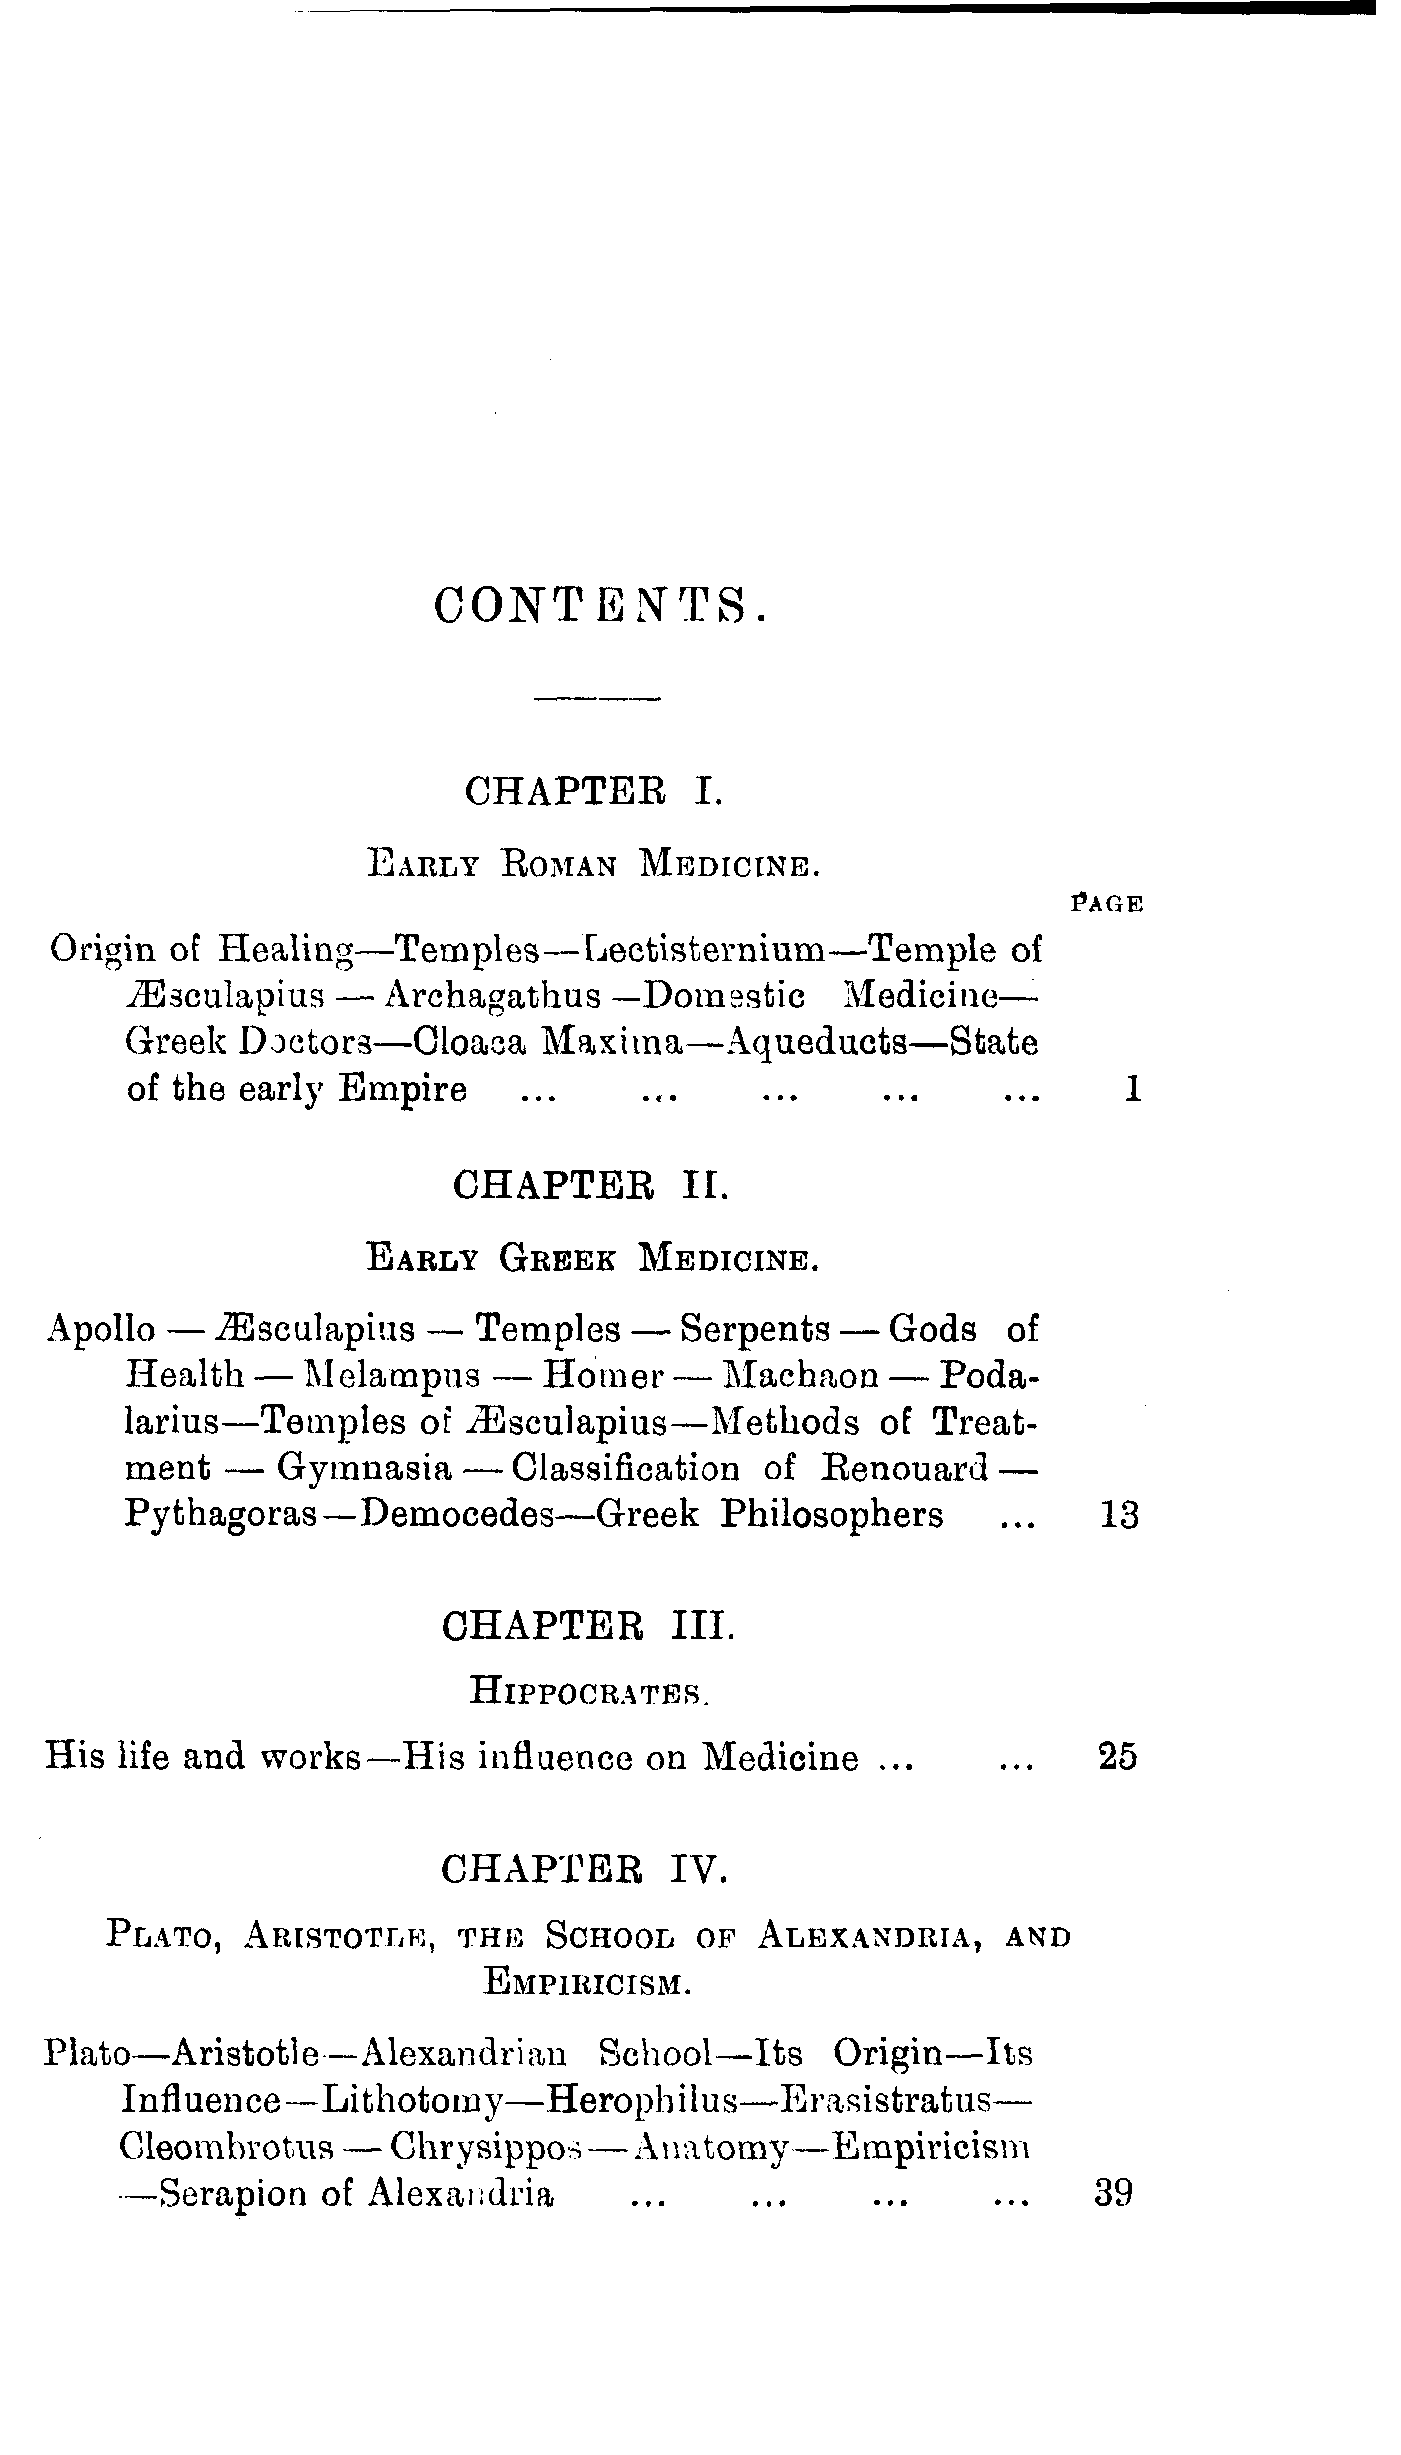 CONTENTS.
CHAPTER I.
EARLY ROMAN MEDICINE.
PAGE
Origin of Healing—Temples—Lectisternium—Temple of
Æsculapius — Archagathus —Domestic Medicine—
Greek Doctors—Cloaca Maxima—Aqueducts—State
of the early Empire ... ... ... ... ... 1
CHAPTER II.
EARLY GREEK MEDICINE.
Apollo — Æsculapius — Temples — Serpents — Gods of
Health — Melampus — Homer — Machaon — Poda-
larius—Temples of Æsculapius—Methods of Treat-
ment — Gymnasia — Classification of Renouard —
Pythagoras—Democedes—Greek Philosophers ... 13
CHAPTER III.
HIPPOCRATES.
His life and works—His influence on Medicine ... ... 25
CHAPTER IV.
PLATO, ARISTOTLE, THE SCHOOL OF ALEXANDRIA, AND
EMPIRICISM.
Plato—Aristotle—Alexandrian School—Its Origin—Its
Influence—Lithotomy—Herophilus—Erasistratus—
Cleombrotus — Chrysippos — Anatomy—Empiricism
—Serapion of Alexandria ... ... ... ... 39